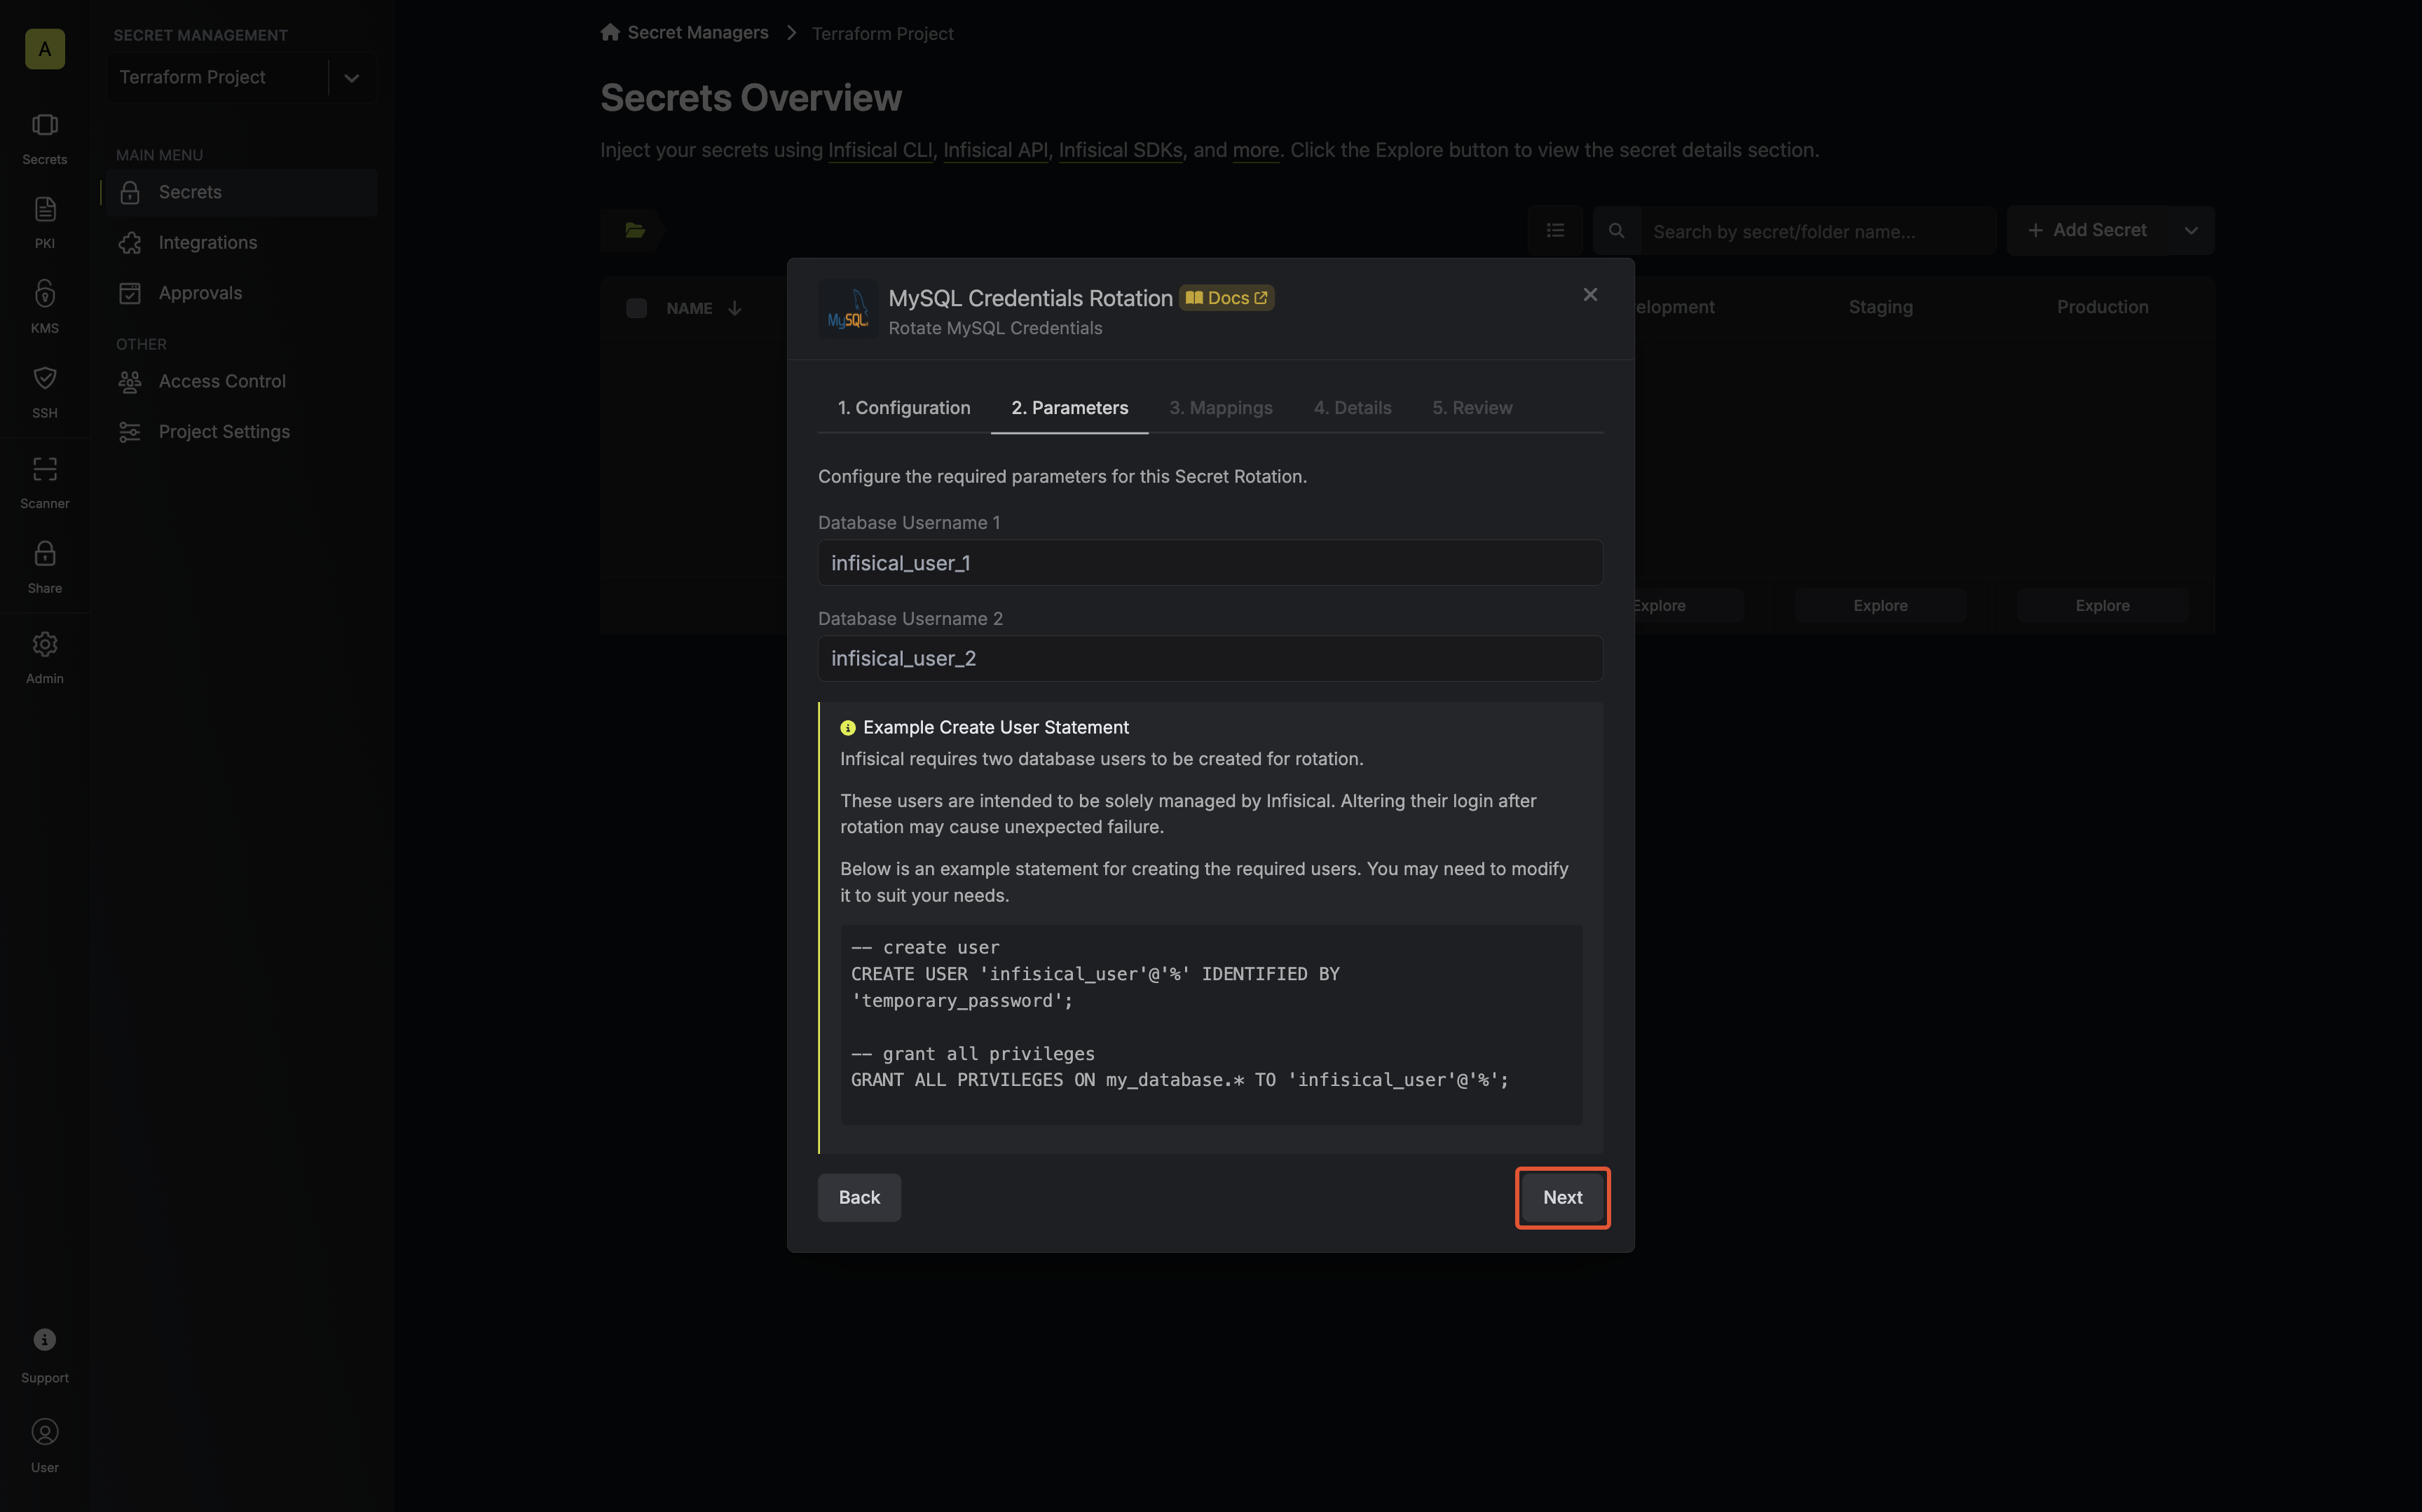 A
Secrets
PKI
KMS
SSH
Scanner
Share
Admin
Support
User
SECRET MANAGEMENT
Terraform Project
MAIN MENU
Secrets
Integrations
Approvals
OTHER
Access Control
Project Settings
Secret Managers
Terraform Project
Secrets Overview
Inject your secrets using Infisical CLI, Infisical API, Infisical SDKs, and more. Click the Explore button to view the secret details section.
Search by secret/folder name...
Add Secret
NAME
elopment
Staging
Production
Explore
Explore
Explore
MySQL
MySQL Credentials Rotation
Docs
Rotate MySQL Credentials
1. Configuration
2. Parameters
3. Mappings
4. Details
5. Review
Configure the required parameters for this Secret Rotation.
Database Username 1
infisical_user_1
Database Username 2
infisical_user_2
Example Create User Statement
Infisical requires two database users to be created for rotation.
These users are intended to be solely managed by Infisical. Altering their login after
rotation may cause unexpected failure.
Below is an example statement for creating the required users. You may need to modify
it to suit your needs.
-- create user
CREATE USER 'infisical_user'@'%' IDENTIFIED BY
'temporary_password';
-- grant all privileges
GRANT ALL PRIVILEGES ON my_database.* TO 'infisical_user'@'%';
Back
Next